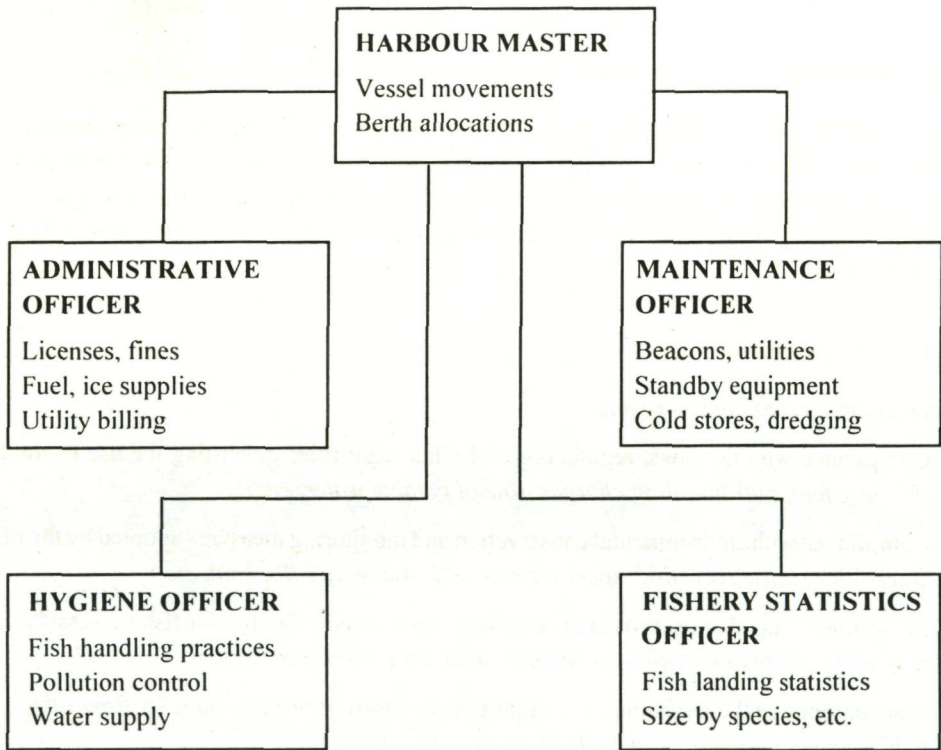 HARBOUR MASTER
Vessel movements
Berth allocations
ADMINISTRATIVE
OFFICER
Licenses, fines
Fuel, ice supplies
Utility billing
MAINTENANCE
OFFICER
Beacons, utilities
Standby equipment
Cold stores, dredging
HYGIENE OFFICER
Fish handling practices
Pollution control
Water supply
FISHERY STATISTICS
OFFICER
Fish landing statistics
Size by species, etc.